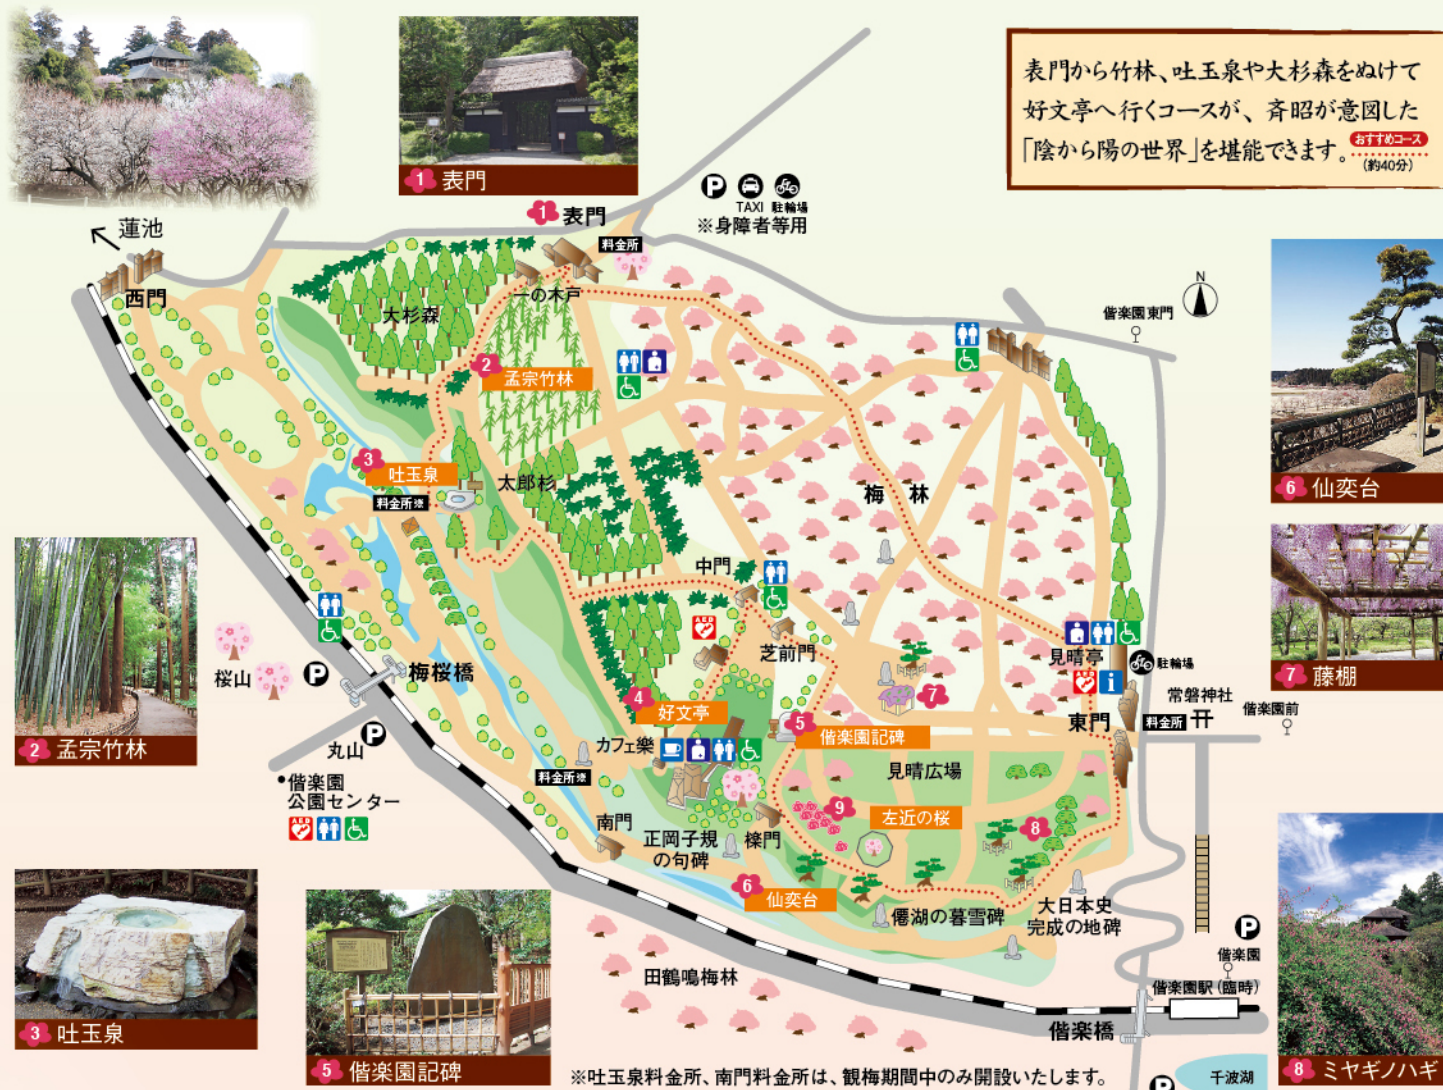 表門から竹林、吐玉泉や大杉森をぬけて
好文亭へ行くコースが、斉昭が意図した
「陰から陽の世界」を堪能できます。
おすすめコース
(約40分)
1 表門
P TAXI 駐輪場
※身障者等用
1 表門
料金所
蓮池
西門
一の木戸
大杉森
N
偕楽園東門
2
孟宗竹林
3
吐玉泉
料金所※
太郎杉
梅林
6 仙奕台
中門
AED
芝前門
見晴亭
AED i
駐輪場
7
7 藤棚
常磐神社
料金所
偕楽園前
東門
2 孟宗竹林
桜山
P
梅桜橋
P
丸山
偕楽園
公園センター
AED
4
好文亭
カフェ樂
5
偕楽園記碑
見晴広場
料金所※
9
左近の桜
8
南門
正岡子規
の句碑
檪門
6
仙奕台
僊湖の暮雪碑
大日本史
完成の地碑
P
偕楽園
偕楽園駅(臨時)
田鶴鳴梅林
偕楽橋
3 吐玉泉
5 偕楽園記碑
8 ミヤギノハギ
※吐玉泉料金所、南門料金所は、観梅期間中のみ開設いたします。
P
千波湖